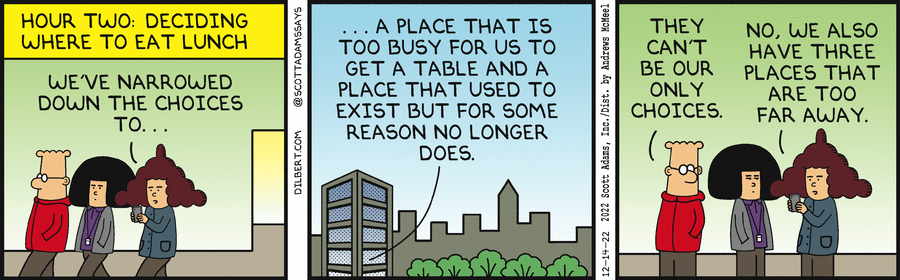 HOUR TWO: DECIDING
WHERE TO EAT LUNCH
WE'VE NARROWED
DOWN THE CHOICES
TO...
DILBERT.COM @SCOTTADAMSSAYS
...A PLACE THAT IS
TOO BUSY FOR US TO
GET A TABLE AND A
PLACE THAT USED TO
EXIST BUT FOR SOME
REASON NO LONGER
DOES.
12-14-22 2022 Scott Adams, Inc./Dist. by Andrews McMeel
THEY
CAN'T
BE OUR
ONLY
CHOICES.
NO, WE ALSO
HAVE THREE
PLACES THAT
ARE TOO
FAR AWAY.